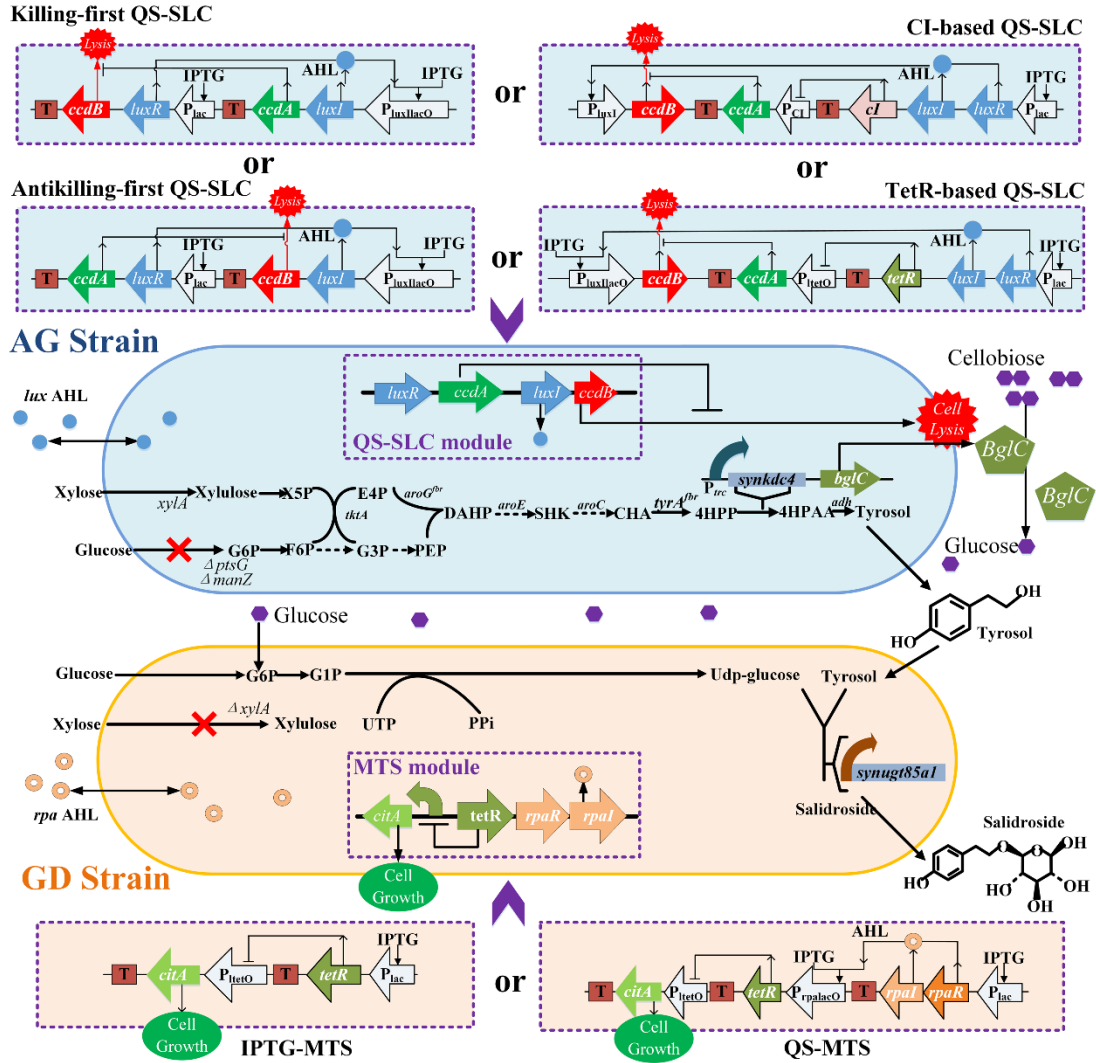 Killing-first QS-SLC
Lysis
IPTG
AHL
IPTG
T
ccdB
luxR
Plac
T
ccdA
luxI
PluxIlacO
or
CI-based QS-SLC
Lysis
AHL
IPTG
PluxI
ccdB
T
ccdA
PCI
T
cI
luxI
luxR
Plac
or
or
Antikilling-first QS-SLC
Lysis
IPTG
AHL
IPTG
T
ccdA
luxR
Plac
T
ccdB
luxI
PluxIlacO
or
TetR-based QS-SLC
Lysis
IPTG
AHL
IPTG
PluxIlacO
ccdB
T
ccdA
PltetO
T
tetR
luxI
luxR
Plac
AG Strain
Cellobiose
lux AHL
luxR
ccdA
luxI
ccdB
QS-SLC module
Cell
Lysis
BglC
BglC
Ptrc
synkdc4
bglC
Xylose
xylA
Xylulose
X5P
E4P
aroGfbr
tktA
DAHP
aroE
SHK
aroC
CHA
tyrAfbr
4HPP
4HPAA
adh
Tyrosol
Glucose
G6P
F6P
G3P
PEP
ΔptsG
ΔmanZ
Glucose
OH
HO
Tyrosol
Glucose
Glucose
G6P
G1P
Udp-glucose
Tyrosol
Xylose
ΔxylA
Xylulose
UTP
PPi
MTS module
rpa AHL
citA
tetR
rpaR
rpaI
Cell
Growth
synugt85a1
Salidroside
Salidroside
HO
O
O
OH
HO
OH
OH
GD Strain
IPTG
T
citA
PltetO
T
tetR
Plac
Cell
Growth
IPTG-MTS
or
AHL
IPTG
IPTG
T
citA
PltetO
T
tetR
PrpalacO
T
rpaI
rpaR
Plac
Cell
Growth
QS-MTS